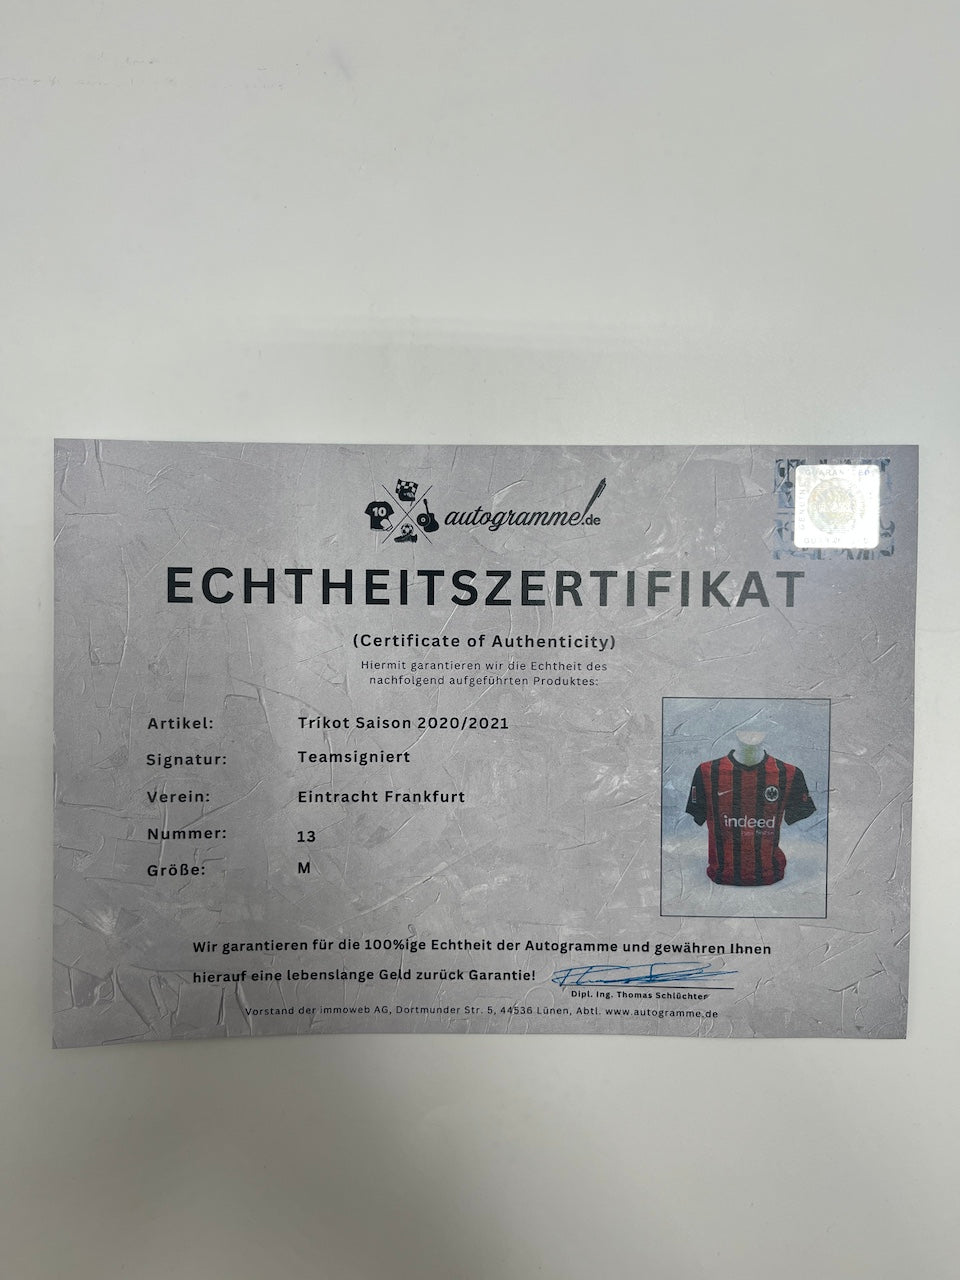 10
autogramme.de
GUARANTEED
GENUINE
ECHTHEITSZERTIFIKAT
(Certificate of Authenticity)
Hiermit garantieren wir die Echtheit des
nachfolgend aufgeführten Produktes:
Artikel: Trikot Saison 2020/2021
Signatur: Teamsigniert
Verein: Eintracht Frankfurt
Nummer: 13
Größe: M
indeed
Wir garantieren für die 100%ige Echtheit der Autogramme und gewähren Ihnen
hierauf eine lebenslange Geld zurück Garantie!
Dipl. Ing. Thomas Schlüchter
Vorstand der immoweb AG, Dortmunder Str. 5, 44536 Lünen, Abtl. www.autogramme.de